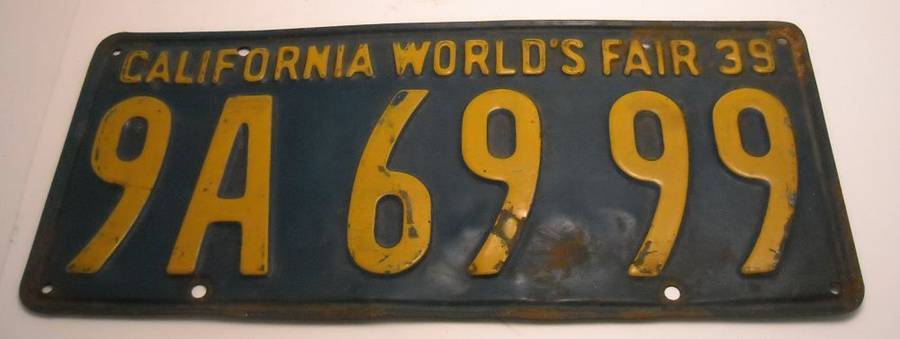 CALIFORNIA WORLD'S FAIR 39
9A 69 99